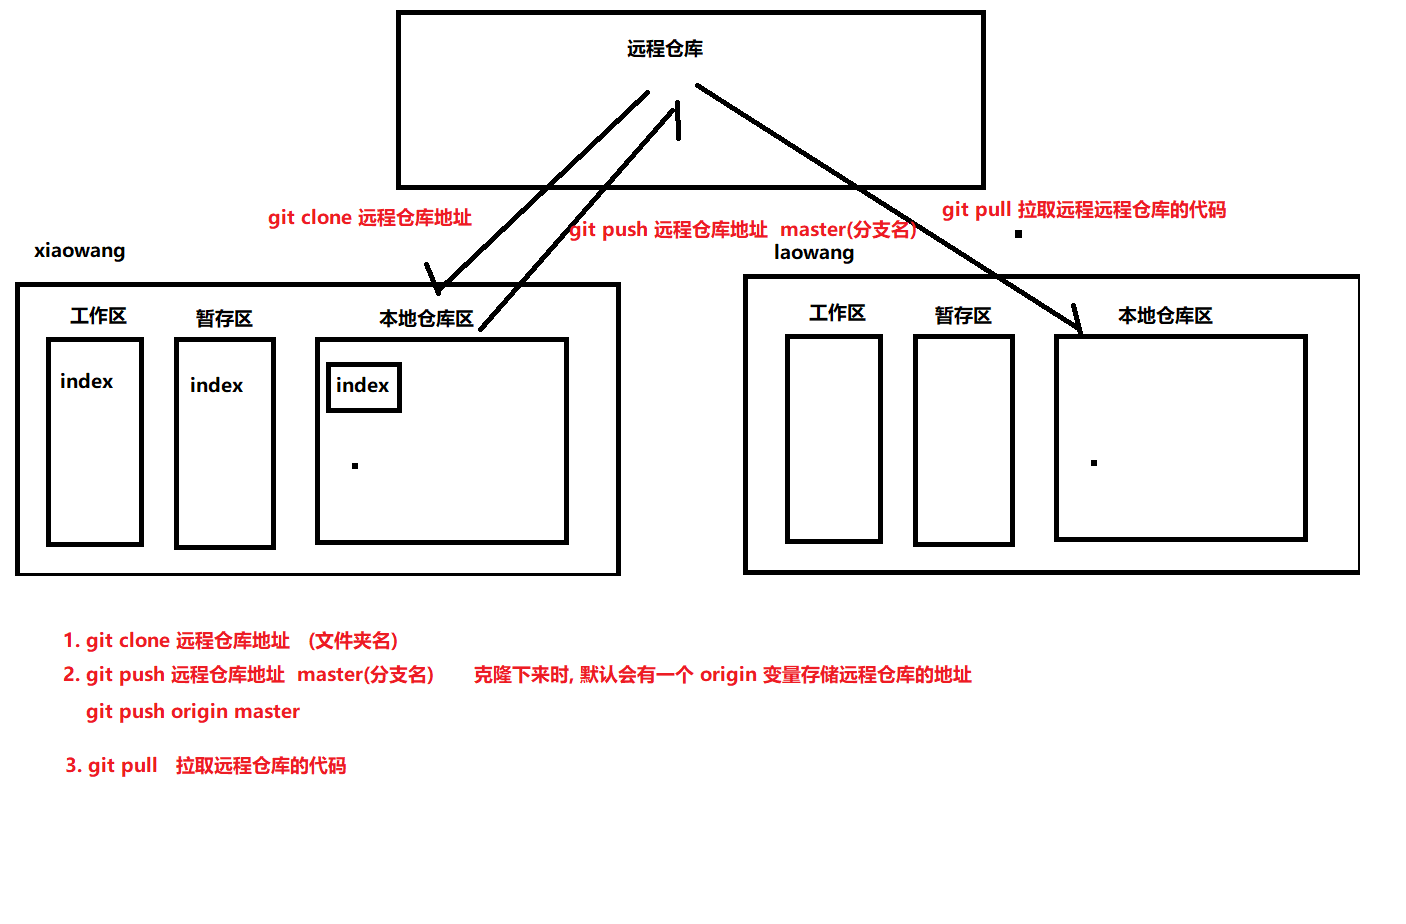 远程仓库
git clone 远程仓库地址
git push 远程仓库地址 master(分支名)
git pull 拉取远程远程仓库的代码
xiaowang
laowang
工作区 暂存区 本地仓库区
index index index
工作区 暂存区 本地仓库区
1. git clone 远程仓库地址 (文件夹名)
2. git push 远程仓库地址 master(分支名) 克隆下来时, 默认会有一个 origin 变量存储远程仓库的地址
git push origin master
3. git pull 拉取远程仓库的代码